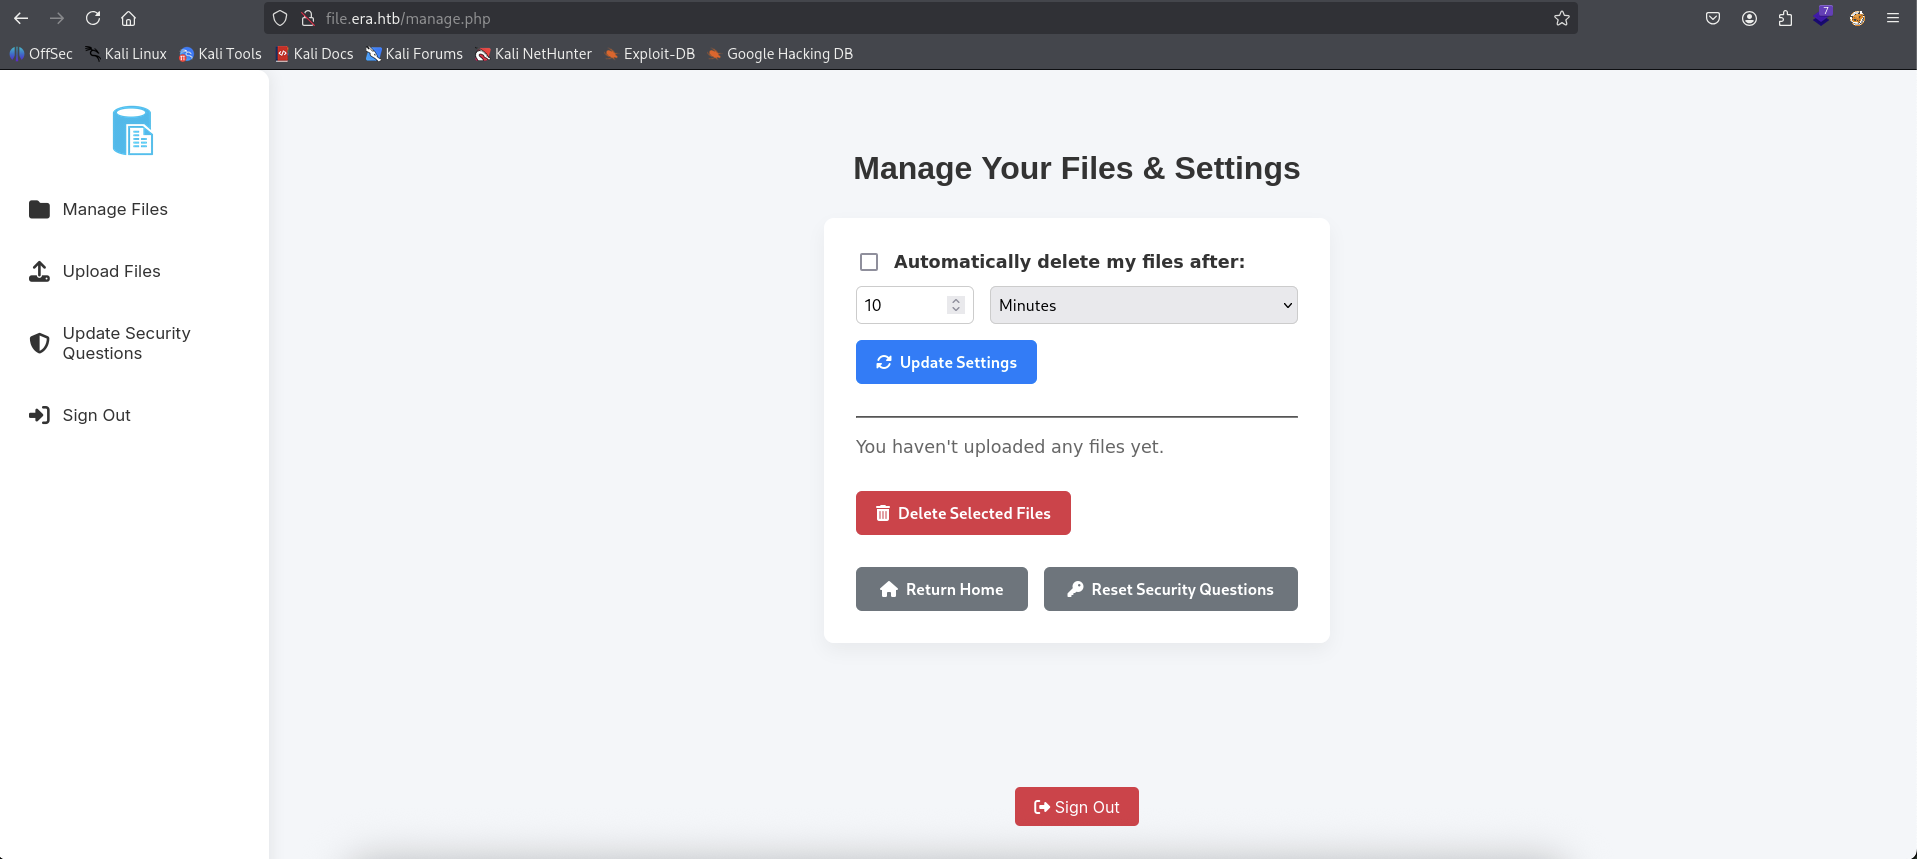 file.era.htb/manage.php
7
OffSec Kali Linux Kali Tools Kali Docs Kali Forums Kali NetHunter Exploit-DB Google Hacking DB
Manage Files
Upload Files
Update Security
Questions
Sign Out
Manage Your Files & Settings
Automatically delete my files after:
10 Minutes
Update Settings
You haven't uploaded any files yet.
Delete Selected Files
Return Home Reset Security Questions
Sign Out